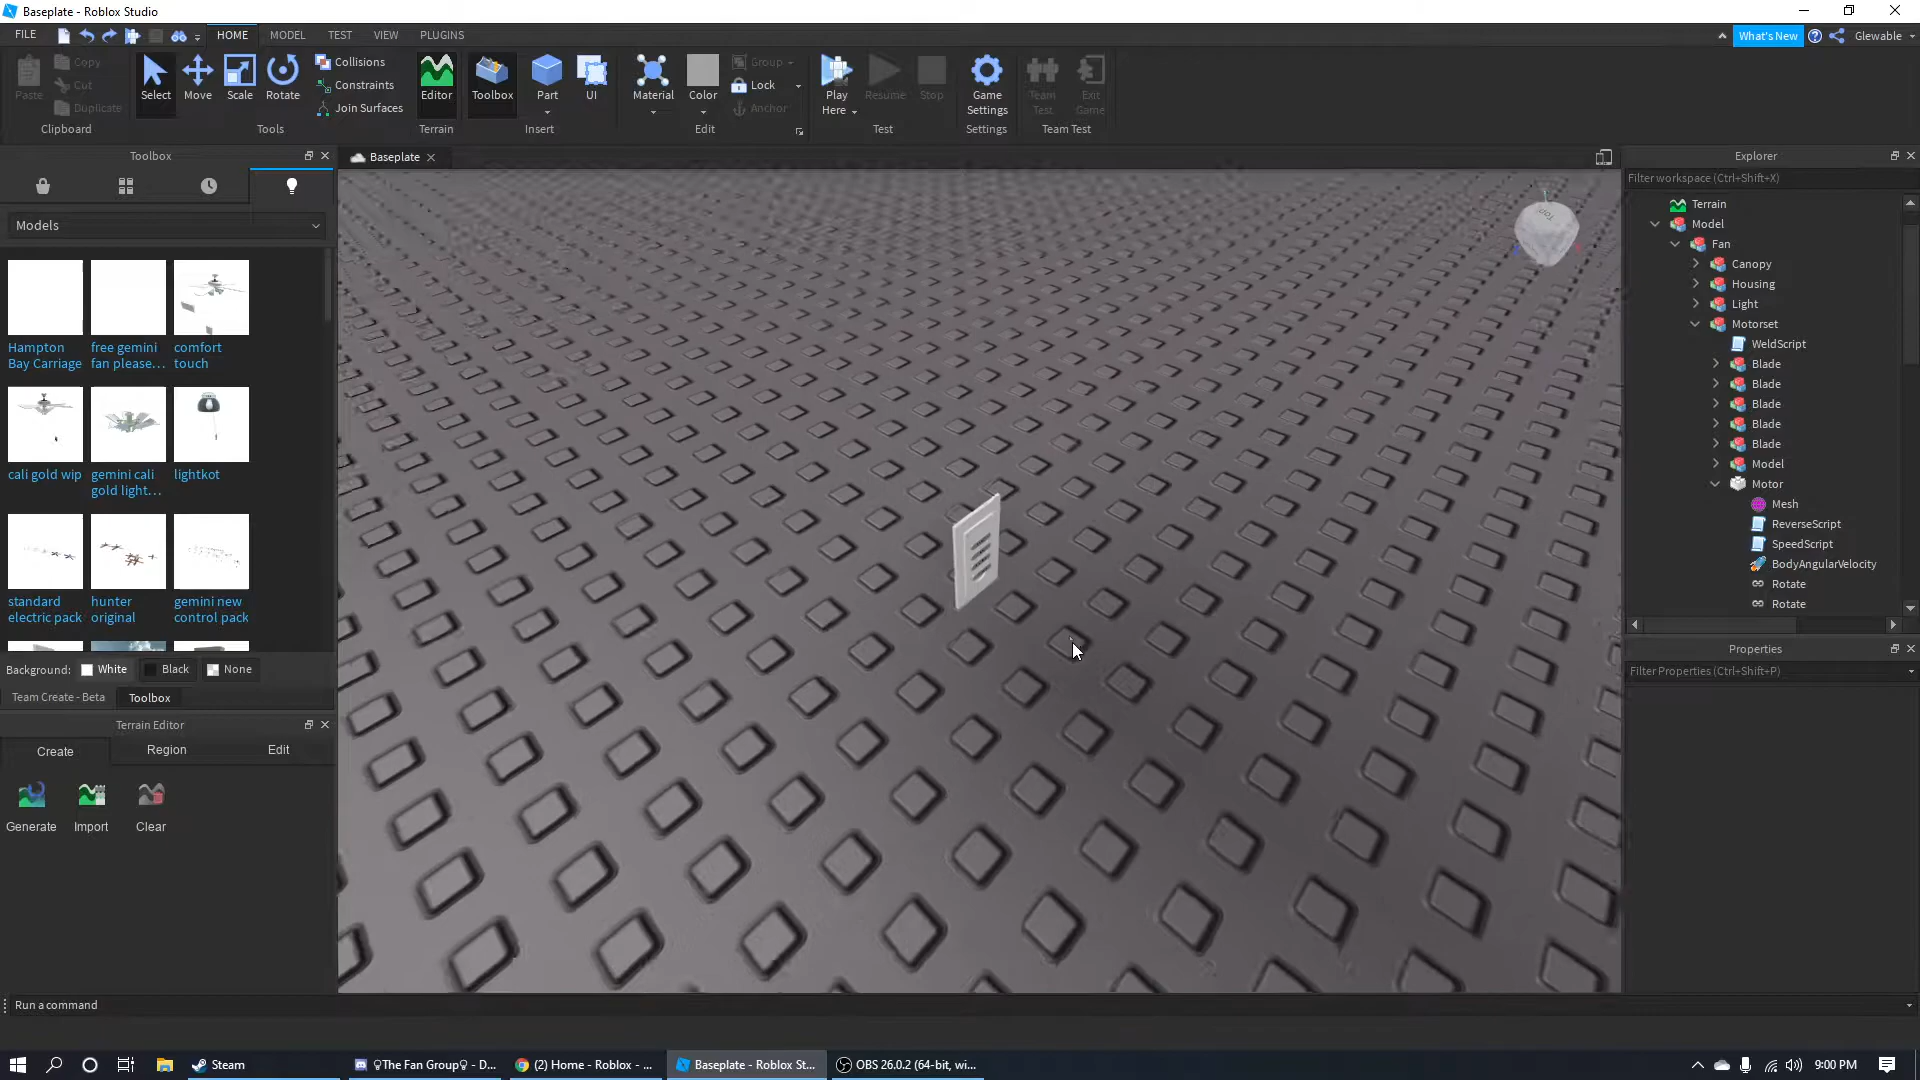 Baseplate - Roblox Studio
FILE HOME MODEL TEST VIEW PLUGINS What's New Glewable
Paste Copy Cut Duplicate Clipboard
Select Move Scale Rotate Collisions Constraints Join Surfaces Tools
Editor Terrain
Toolbox Part UI Insert
Material Color Group Lock Anchor Edit
Play Here Resume Stop Test
Game Settings Settings
Team Test Exit Game Team Test
Toolbox
Models
Hampton Bay Carriage
free gemini fan please...
comfort touch
cali gold wip
gemini cali gold light...
lightkot
standard electric pack
hunter original
gemini new control pack
Background: White Black None
Team Create - Beta Toolbox
Terrain Editor
Create Region Edit
Generate Import Clear
Baseplate
Top
Explorer
Filter workspace (Ctrl+Shift+X)
Terrain
Model
Fan
Canopy
Housing
Light
Motorset
WeldScript
Blade
Blade
Blade
Blade
Blade
Model
Motor
Mesh
ReverseScript
SpeedScript
BodyAngularVelocity
Rotate
Rotate
Properties
Filter Properties (Ctrl+Shift+P)
Run a command
Steam
The Fan Group - D...
(2) Home - Roblox - ...
Baseplate - Roblox St...
OBS 26.0.2 (64-bit, wi...
9:00 PM